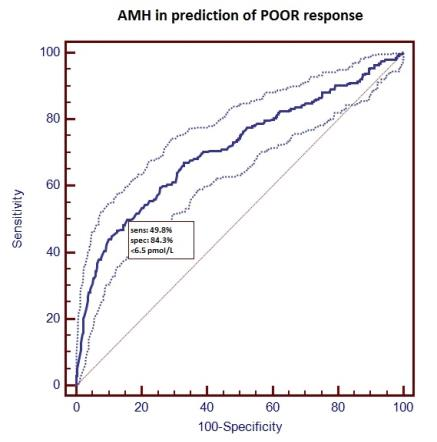 AMH in prediction of POOR response
100
80
60
40
20
0
Sensitivity
sens: 49.8%
spec: 84.3%
<6.5 pmol/L
0 20 40 60 80 100
100-Specificity